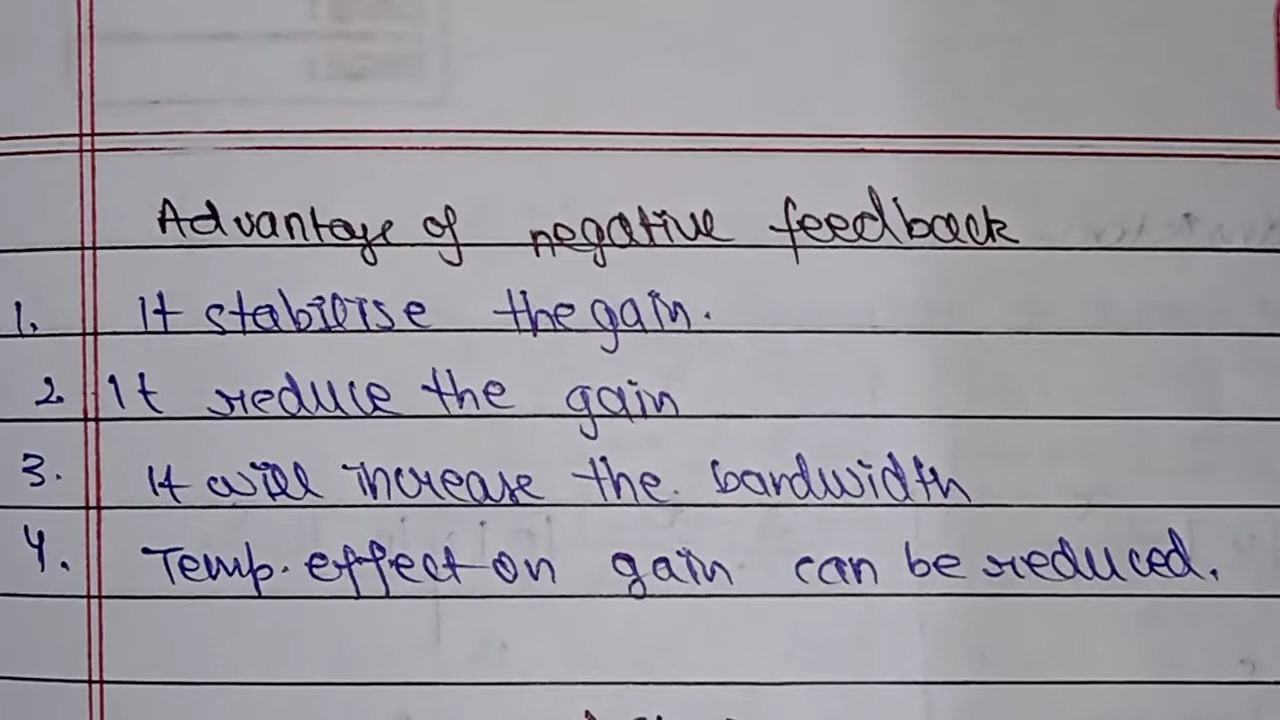 Advantage of negative feedback
1. It stabilise the gain.
2 It reduce the gain
3. It will increase the. bandwidth
4. Temp. effect on gain can be reduced.